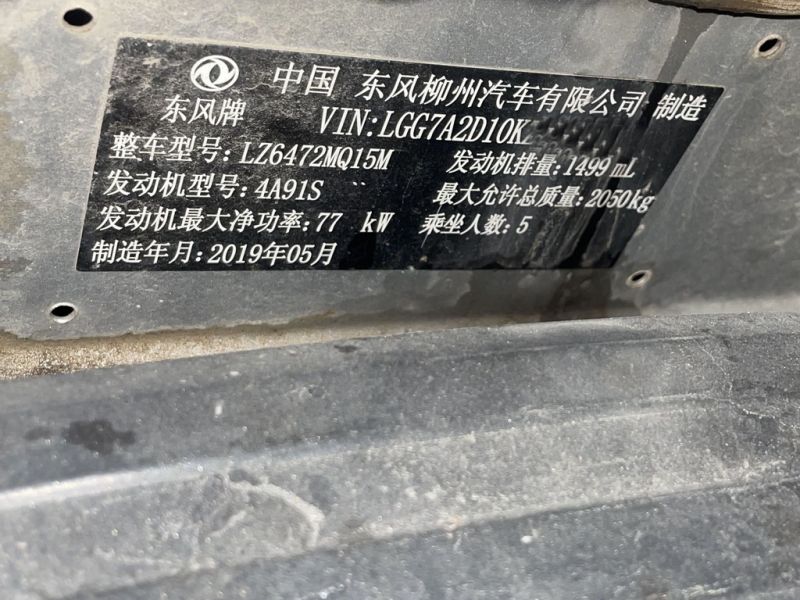 中国 东风柳州汽车有限公司 制造
东风牌 VIN:LGG7A2D10K
整车型号:LZ6472MQ15M 发动机排量:1499 mL
发动机型号:4A91S 最大允许总质量:2050kg
发动机最大净功率:77 kW 乘坐人数:5
制造年月:2019年05月